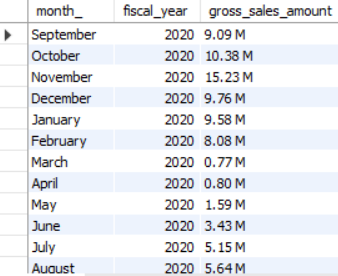 month_ fiscal_year gross_sales_amount
September 2020 9.09 M
October 2020 10.38 M
November 2020 15.23 M
December 2020 9.76 M
January 2020 9.58 M
February 2020 8.08 M
March 2020 0.77 M
April 2020 0.80 M
May 2020 1.59 M
June 2020 3.43 M
July 2020 5.15 M
August 2020 5.64 M